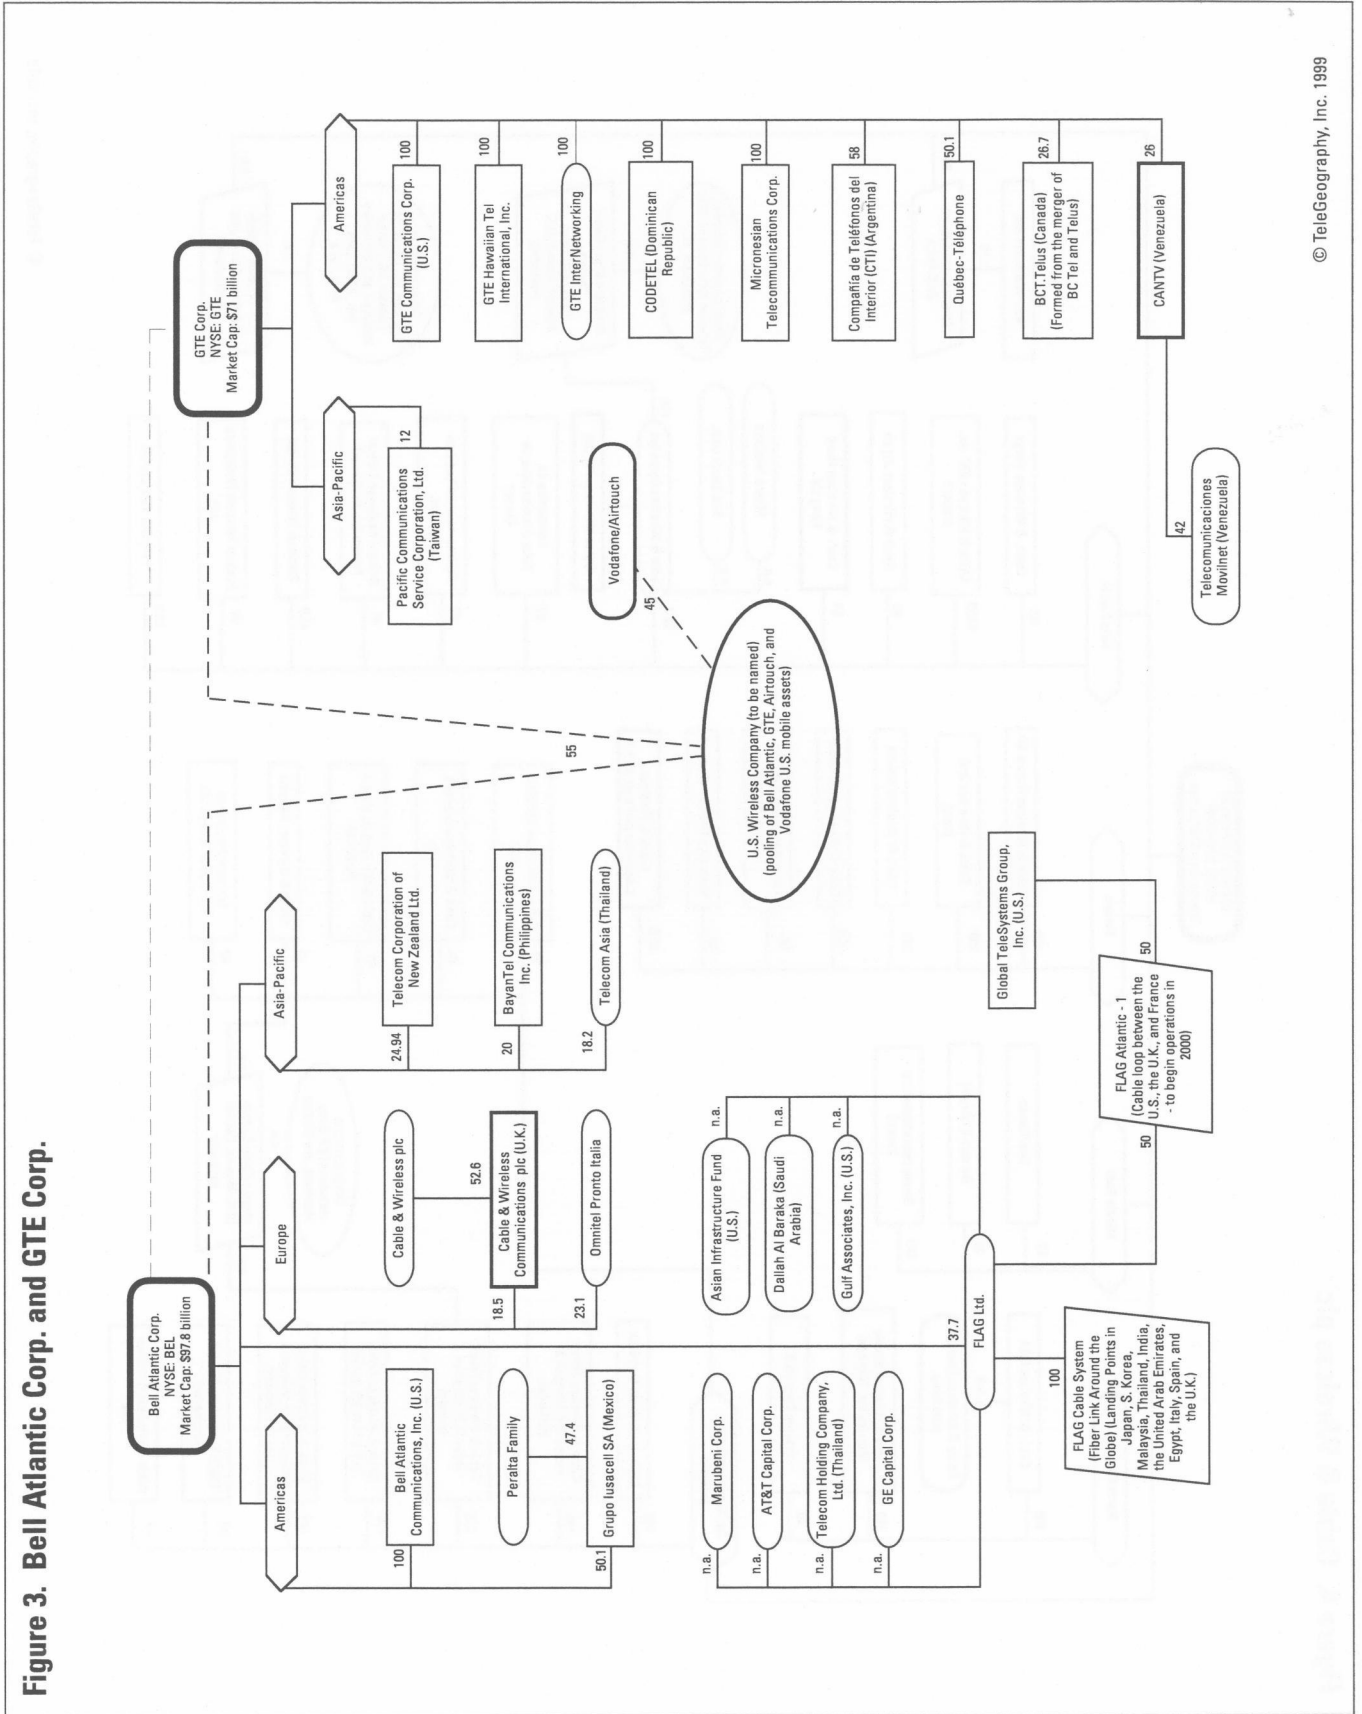 Figure 3. Bell Atlantic Corp. and GTE Corp.
Bell Atlantic Corp.
NYSE: BEL
Market Cap: $97.8 billion
GTE Corp.
NYSE: GTE
Market Cap: $71 billion
Americas
Europe
Asia-Pacific
Asia-Pacific
Americas
100
Bell Atlantic
Communications, Inc. (U.S.)
Peralta Family
47.4
50.1
Grupo Iusacell SA (Mexico)
Cable & Wireless plc
52.6
18.5
Cable & Wireless
Communications plc (U.K.)
23.1
Omnitel Pronto Italia
24.94
Telecom Corporation of
New Zealand Ltd.
20
BayanTel Communications
Inc. (Philippines)
18.2
Telecom Asia (Thailand)
55
12
Pacific Communications
Service Corporation, Ltd.
(Taiwan)
Vodafone/Airtouch
45
U.S. Wireless Company (to be named)
(pooling of Bell Atlantic, GTE, Airtouch, and
Vodafone U.S. mobile assets)
GTE Communications Corp.
(U.S.)
100
GTE Hawaiian Tel
International, Inc.
100
GTE InterNetworking
100
CODETEL (Dominican
Republic)
100
Micronesian
Telecommunications Corp.
100
Compañía de Teléfonos del
Interior (CTI) (Argentina)
58
Québec-Téléphone
50.1
BCT.Telus (Canada)
(Formed from the merger of
BC Tel and Telus)
26.7
CANTV (Venezuela)
26
42
Telecomunicaciones
Movilnet (Venezuela)
n.a.
Marubeni Corp.
n.a.
AT&T Capital Corp.
n.a.
Telecom Holding Company,
Ltd. (Thailand)
n.a.
GE Capital Corp.
Asian Infrastructure Fund
(U.S.)
n.a.
Dallah Al Baraka (Saudi
Arabia)
n.a.
Gulf Associates, Inc. (U.S.)
n.a.
37.7
FLAG Ltd.
100
FLAG Cable System
(Fiber Link Around the
Globe) (Landing Points in
Japan, S. Korea,
Malaysia, Thailand, India,
the United Arab Emirates,
Egypt, Italy, Spain, and
the U.K.)
Global TeleSystems Group,
Inc. (U.S.)
50
50
FLAG Atlantic - 1
(Cable loop between the
U.S., the U.K., and France
- to begin operations in
2000)
© TeleGeography, Inc. 1999